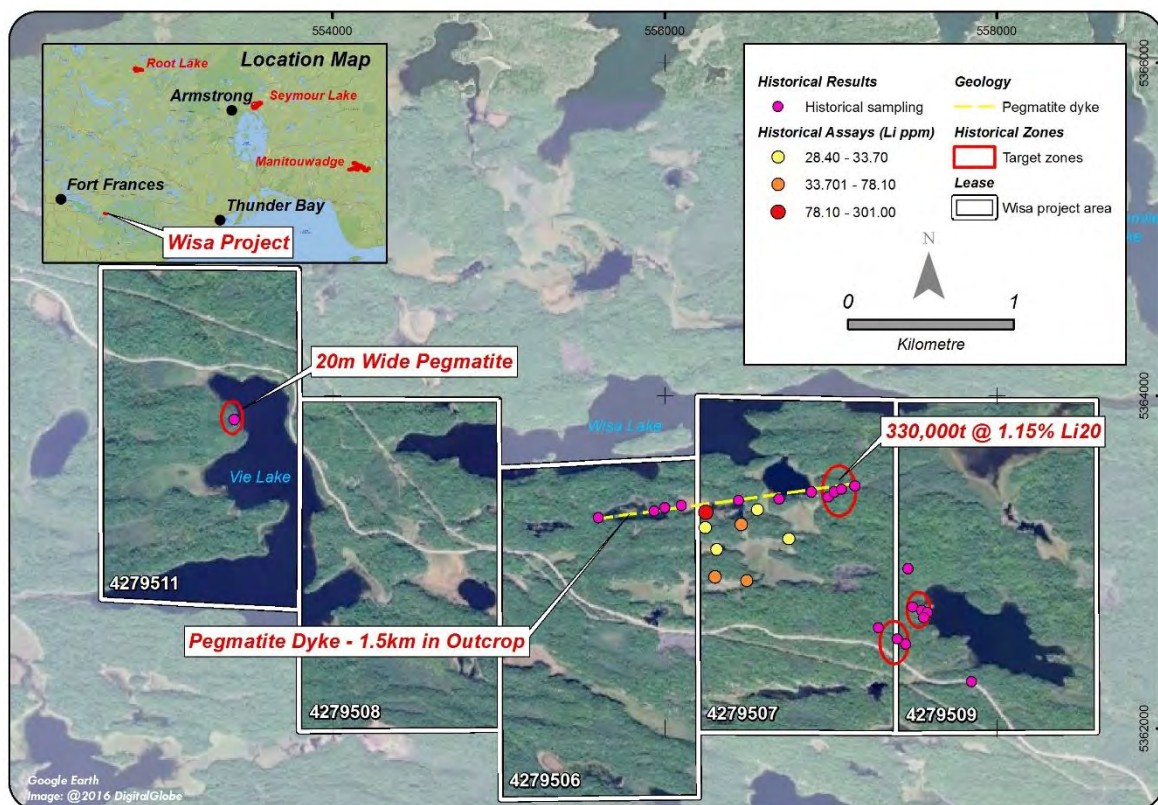 554000
556000
558000
5366000
5364000
5362000
Location Map
Root Lake
Armstrong
Seymour Lake
Manitouwadge
Fort Frances
Thunder Bay
Wisa Project
Historical Results
Historical sampling
Historical Assays (Li ppm)
28.40 - 33.70
33.701 - 78.10
78.10 - 301.00
Geology
Pegmatite dyke
Historical Zones
Target zones
Lease
Wisa project area
N
0
1
Kilometre
20m Wide Pegmatite
330,000t @ 1.15% Li20
Wisa Lake
Vie Lake
Pegmatite Dyke - 1.5km in Outcrop
4279511
4279508
4279506
4279507
4279509
Google Earth
Image: @2016 DigitalGlobe